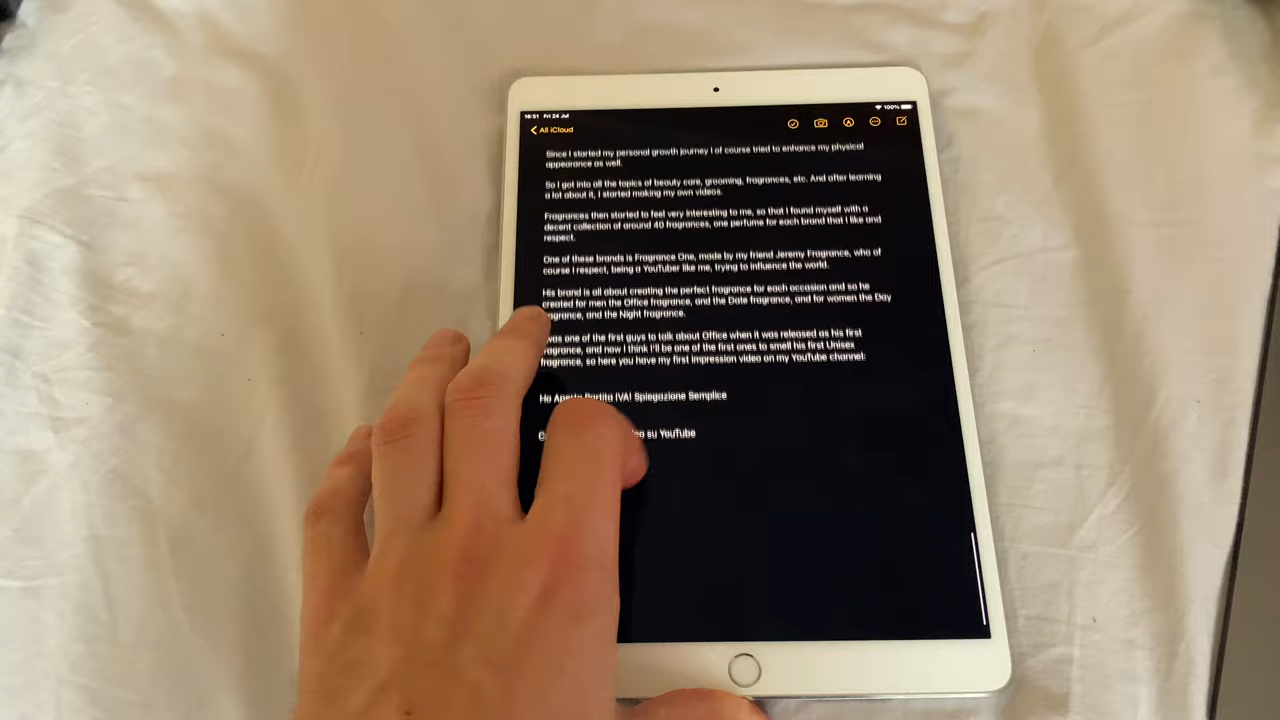 16:51 Fri 24 Jul
100%
All iCloud
Since I started my personal growth journey I of course tried to enhance my physical
appearance as well.
So I got into all the topics of beauty care, grooming, fragrances, etc. And after learning
a lot about it, I started making my own videos.
Fragrances then started to feel very interesting to me, so that I found myself with a
decent collection of around 40 fragrances, one perfume for each brand that I like and
respect.
One of these brands is Fragrance One, made by my friend Jeremy Fragrance, who of
course I respect, being a YouTuber like me, trying to influence the world.
His brand is all about creating the perfect fragrance for each occasion and so he
created for men the Office fragrance, and the Date fragrance, and for women the Day
fragrance, and the Night fragrance.
was one of the first guys to talk about Office when it was released as his first
fragrance, and now I think I'll be one of the first ones to smell his first Unisex
fragrance, so here you have my first impression video on my YouTube channel:
Ho Aperto Partita IVA! Spiegazione Semplice
su YouTube